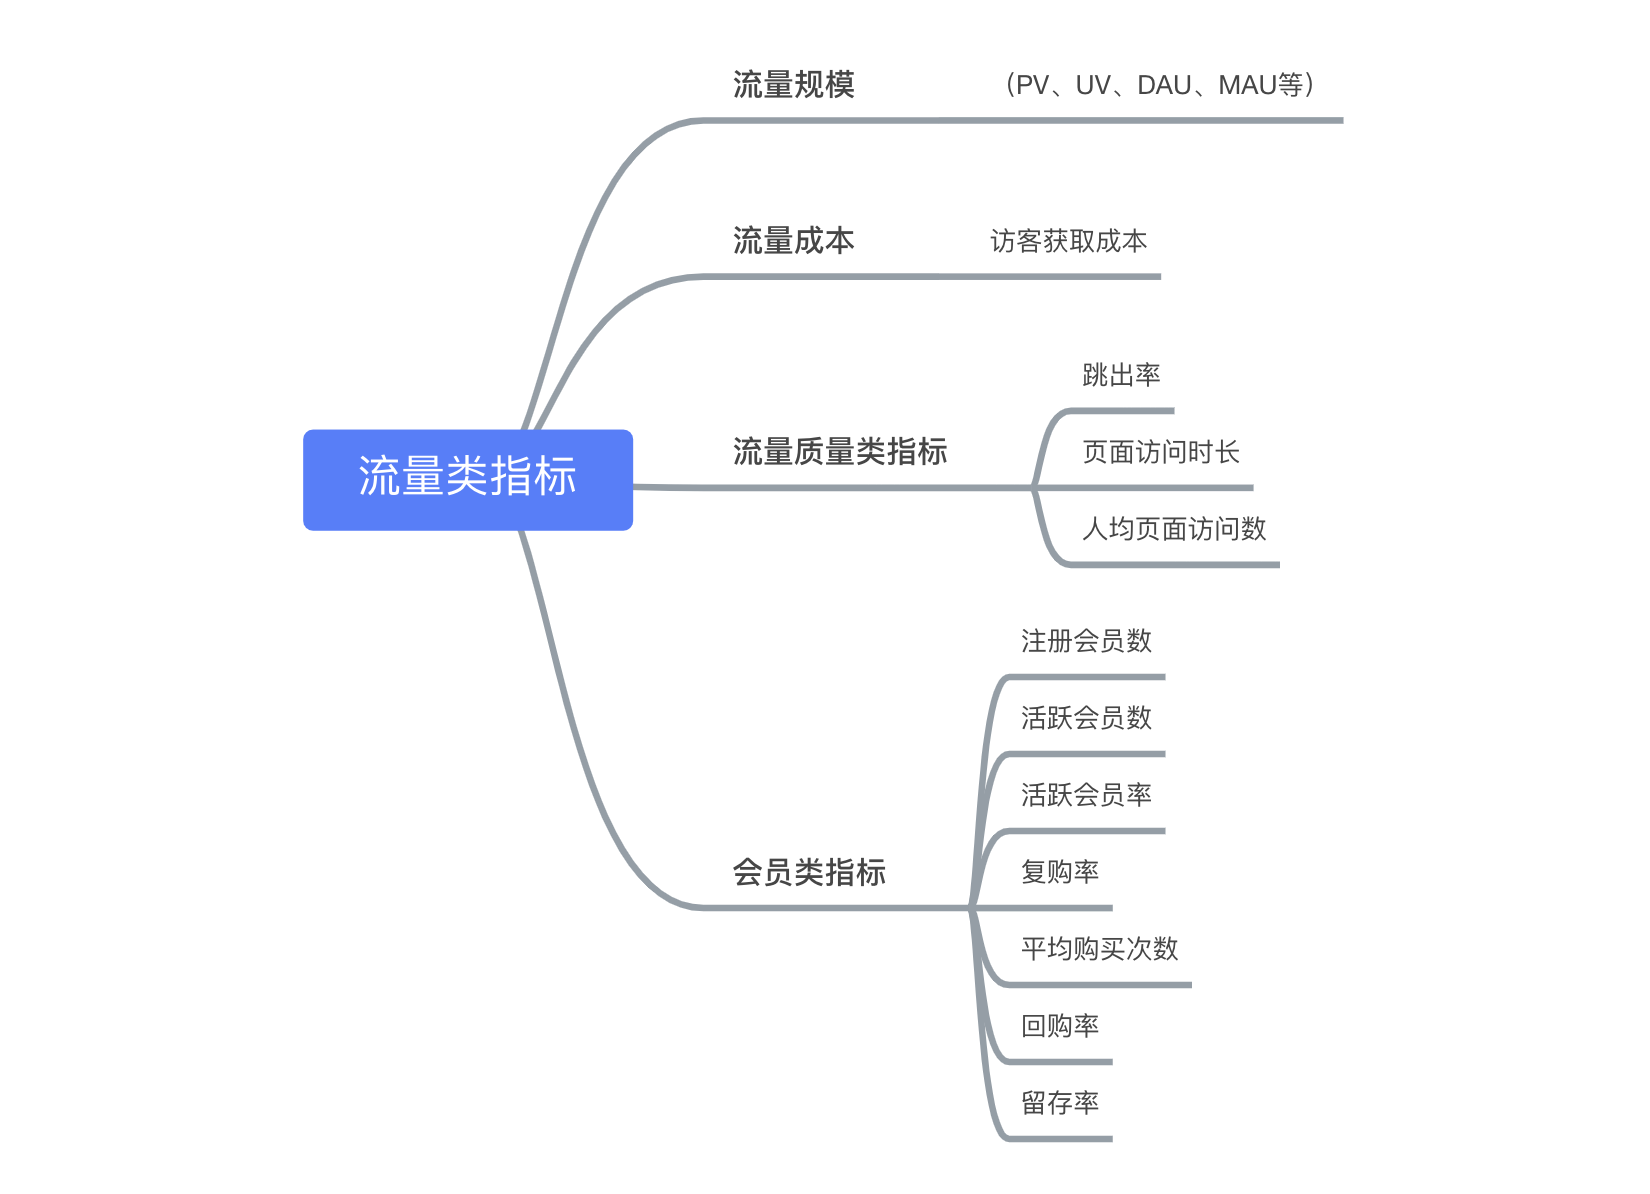 流量规模
（PV、UV、DAU、MAU等）
流量成本
访客获取成本
跳出率
流量质量类指标
页面访问时长
流量类指标
人均页面访问数
注册会员数
活跃会员数
活跃会员率
会员类指标
复购率
平均购买次数
回购率
留存率